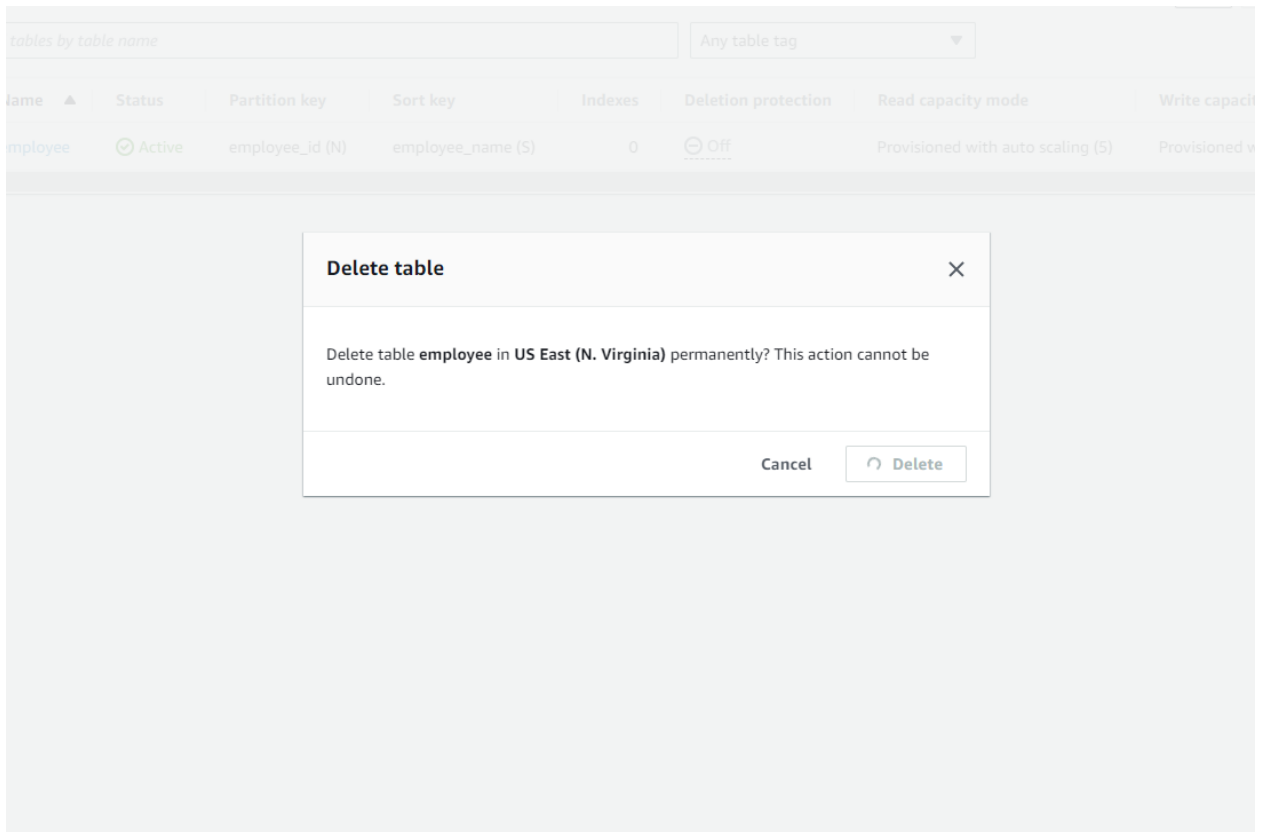 tables by table name
Any table tag
Name Status Partition key Sort key Indexes Deletion protection Read capacity mode Write
employee Active employee_id (N) employee_name (S) 0 Off Provisioned with auto scaling (5) Provisioned
Delete table
Delete table employee in US East (N. Virginia) permanently? This action cannot be
undone.
Cancel Delete